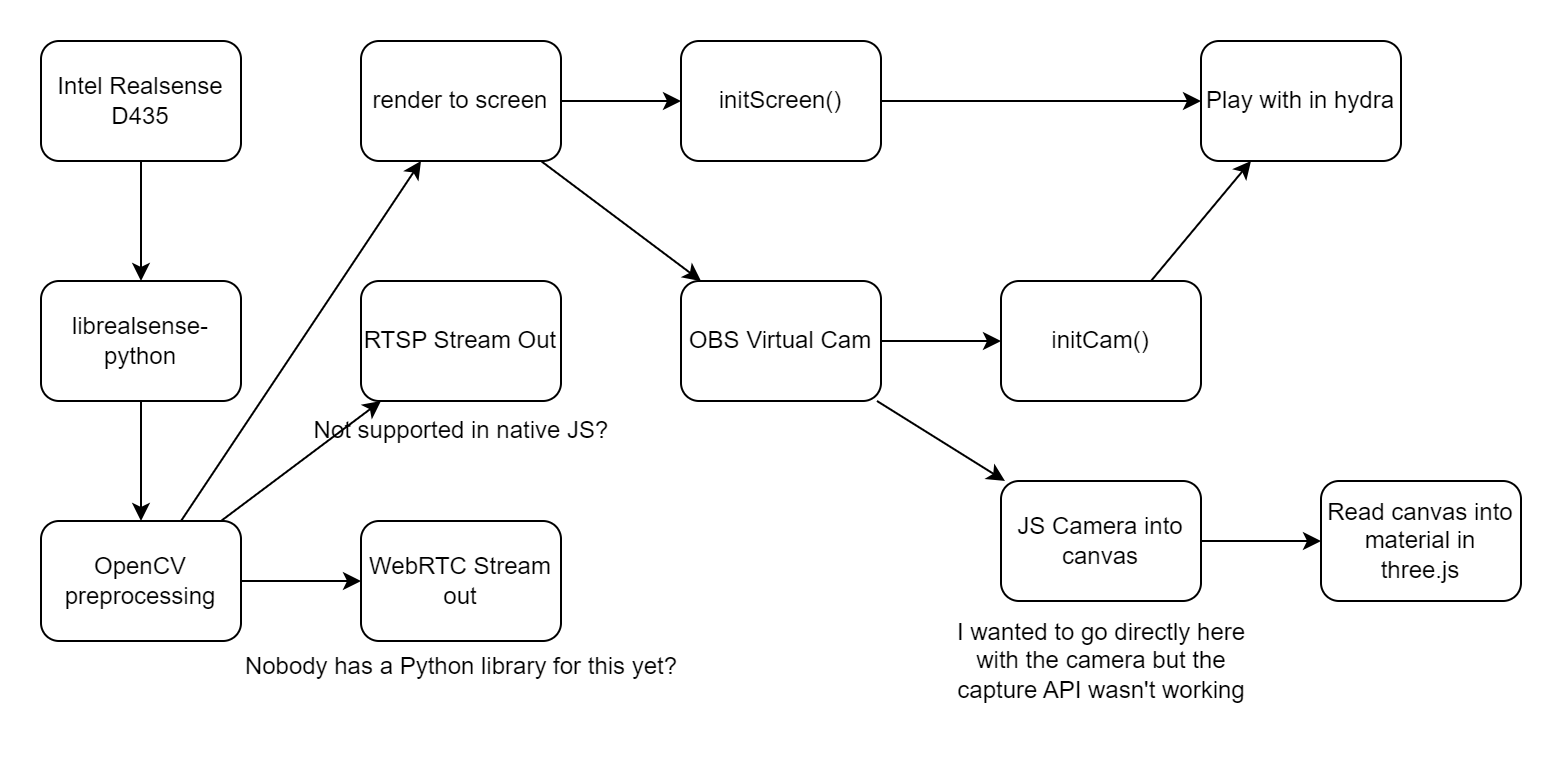 Intel Realsense
D435
render to screen
initScreen()
Play with in hydra
librealsense-
python
RTSP Stream Out
Not supported in native JS?
OBS Virtual Cam
initCam()
OpenCV
preprocessing
WebRTC Stream
out
Nobody has a Python library for this yet?
JS Camera into
canvas
Read canvas into
material in
three.js
I wanted to go directly here
with the camera but the
capture API wasn't working